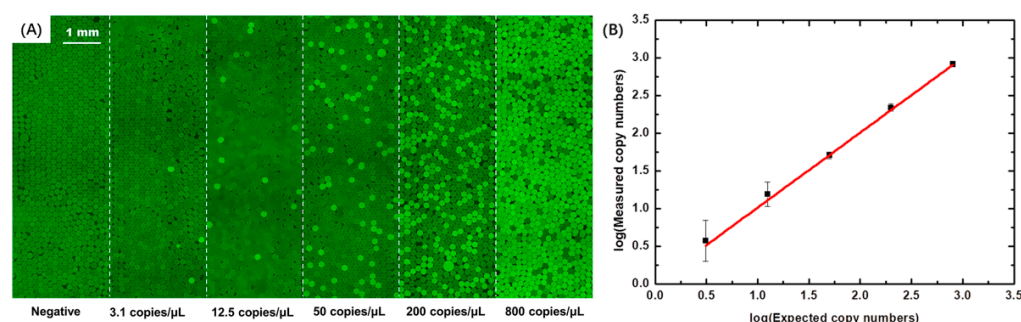 (A)
1 mm
Negative
3.1 copies/µL
12.5 copies/µL
50 copies/µL
200 copies/µL
800 copies/µL
(B)
log(Measured copy numbers)
3.5
3.0
2.5
2.0
1.5
1.0
0.5
0.0
0.0
0.5
1.0
1.5
2.0
2.5
3.0
3.5
log(Expected copy numbers)